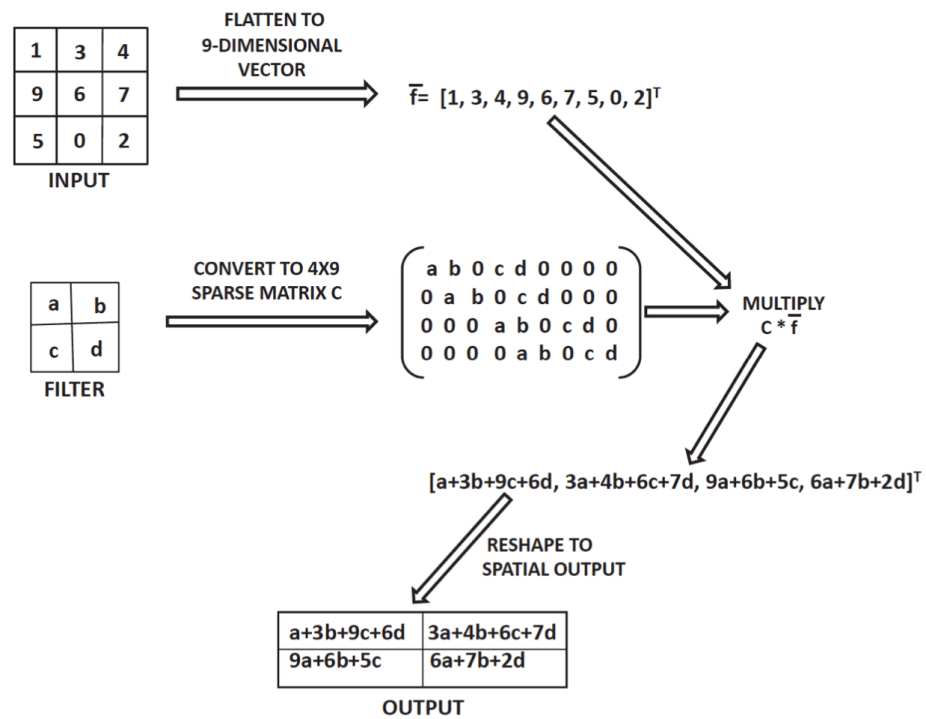 FLATTEN TO
9-DIMENSIONAL
VECTOR
1 3 4
9 6 7
5 0 2
INPUT
f̅= [1, 3, 4, 9, 6, 7, 5, 0, 2]ᵀ
CONVERT TO 4X9
SPARSE MATRIX C
a b
c d
FILTER
a b 0 c d 0 0 0 0
0 a b 0 c d 0 0 0
0 0 0 a b 0 c d 0
0 0 0 0 a b 0 c d
MULTIPLY
C * f̅
[a+3b+9c+6d, 3a+4b+6c+7d, 9a+6b+5c, 6a+7b+2d]ᵀ
RESHAPE TO
SPATIAL OUTPUT
a+3b+9c+6d 3a+4b+6c+7d
9a+6b+5c 6a+7b+2d
OUTPUT